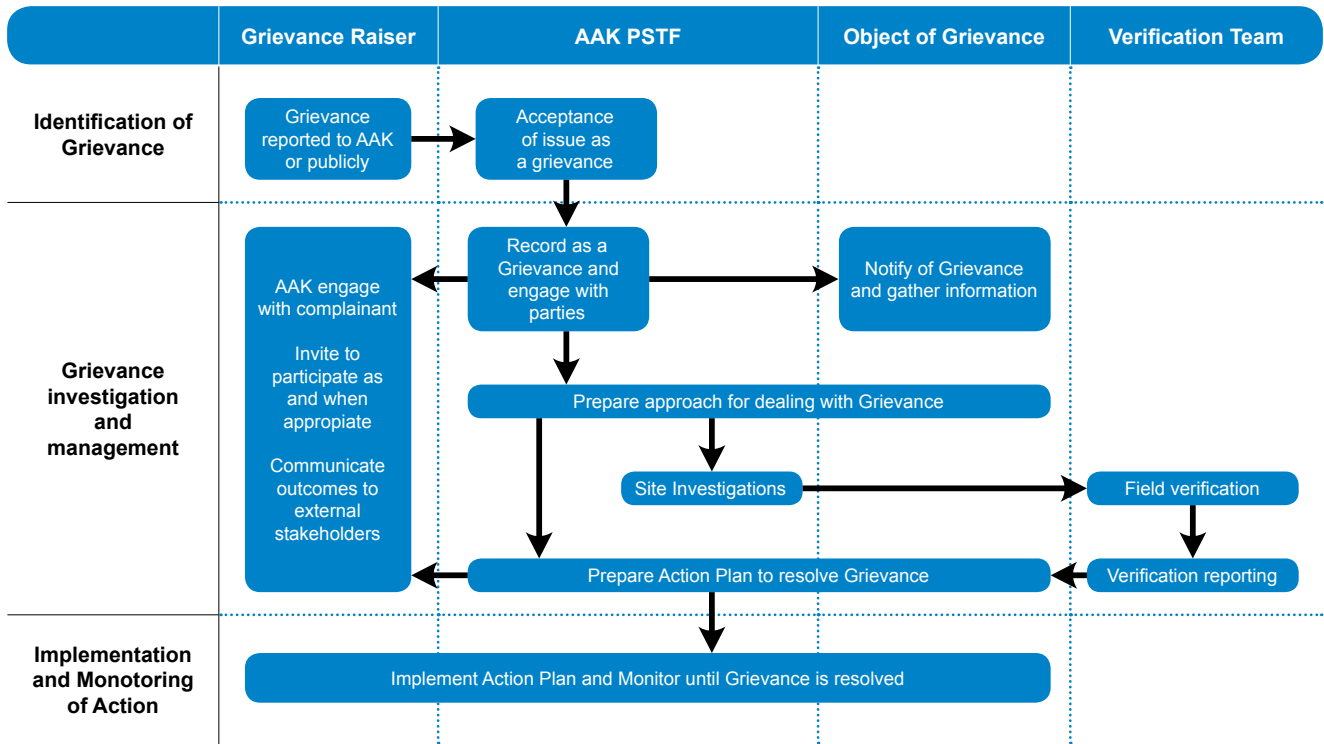 Grievance Raiser
AAK PSTF
Object of Grievance
Verification Team
Identification of
Grievance
Grievance
reported to AAK
or publicly
Acceptance
of issue as
a grievance
Grievance
investigation
and
management
AAK engage
with complainant
Invite to
participate as
and when
appropiate
Communicate
outcomes to
external
stakeholders
Record as a
Grievance and
engage with
parties
Notify of Grievance
and gather information
Prepare approach for dealing with Grievance
Site Investigations
Field verification
Prepare Action Plan to resolve Grievance
Verification reporting
Implementation
and Monotoring
of Action
Implement Action Plan and Monitor until Grievance is resolved